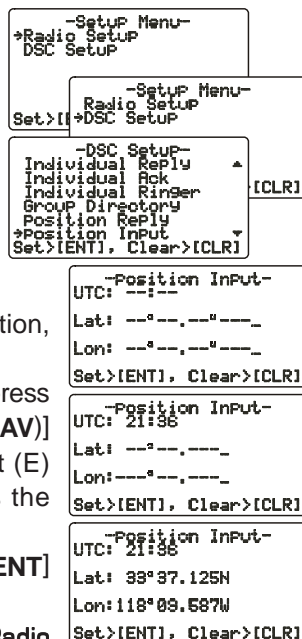 -Setup Menu-
→Radio Setup
DSC Setup
-Setup Menu-
Radio Setup
Set>[E→DSC Setup
-DSC Setup-
Individual Reply
Individual Ack
Individual Ringer [CLR]
Group Directory
Position Reply
→Position Input
Set>[ENT], Clear>[CLR]
-Position Input-
UTC: --:--
tion,
Lat: --°--.--"---_
Lon: --°--.--"---_
ress
Set>[ENT], Clear>[CLR]
AV)]
-Position Input-
UTC: 21:36
t (E)
Lat: --°--.---_
the
Lon:---°--.---_
Set>[ENT], Clear>[CLR]
ENT]
-Position Input-
UTC: 21:36
Lat: 33°37.125N
Lon:118°09.587W
Radio
Set>[ENT], Clear>[CLR]